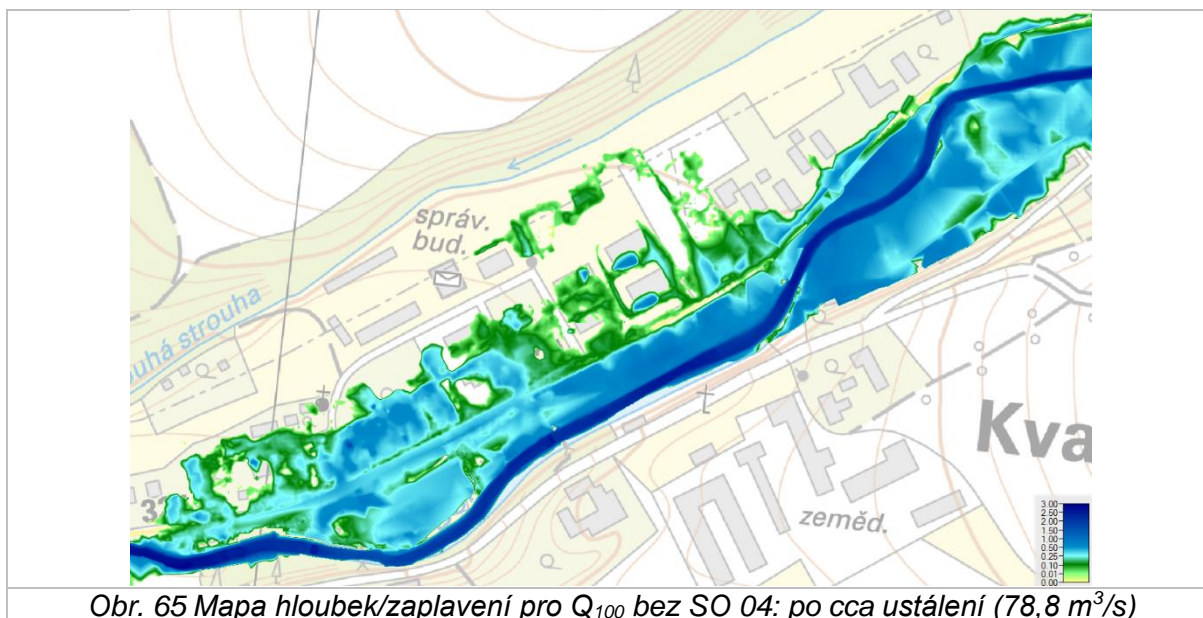 správ.
bud.
uhá strouha
Kva
zeměd.
3.00
2.50
2.00
1.50
1.00
0.50
0.25
0.10
0.01
0.00
Obr. 65 Mapa hloubek/zaplavení pro Q₁₀₀ bez SO 04: po cca ustálení (78,8 m³/s)